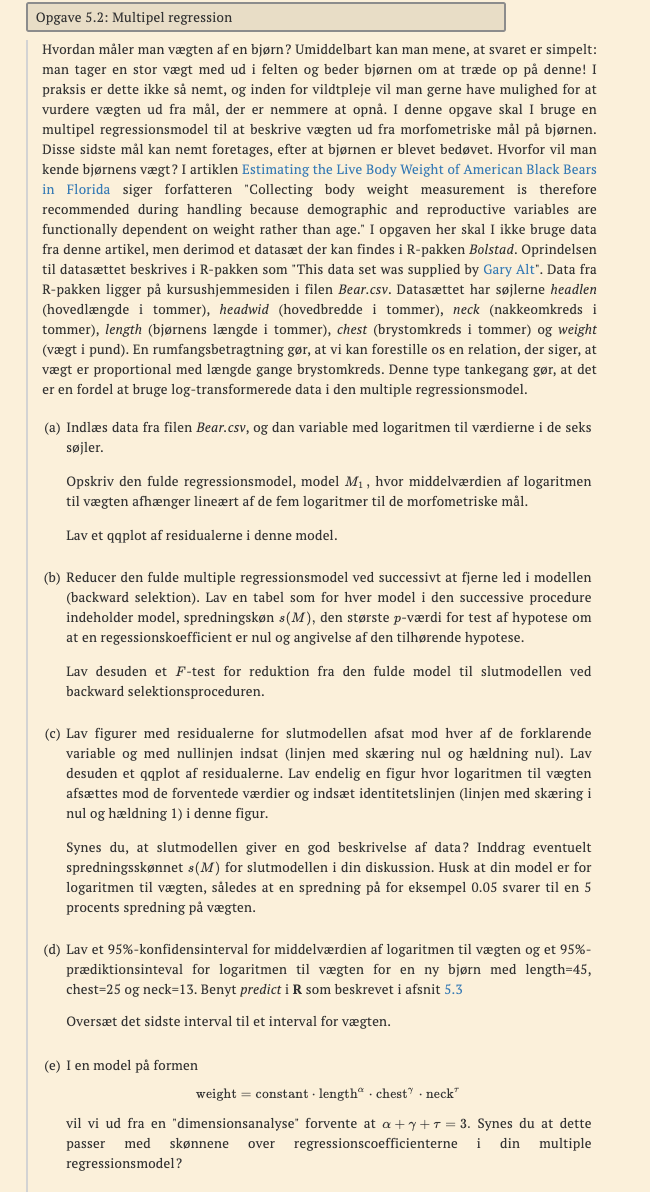 Opgave 5.2: Multipel regression
Hvordan måler man vægten af en bjørn? Umiddelbart kan man mene, at svaret er simpelt:
man tager en stor vægt med ud i felten og beder bjørnen om at træde op på denne! I
praksis er dette ikke så nemt, og inden for vildtpleje vil man gerne have mulighed for at
vurdere vægten ud fra mål, der er nemmere at opnå. I denne opgave skal I bruge en
multipel regressionsmodel til at beskrive vægten ud fra morfometriske mål på bjørnen.
Disse sidste mål kan nemt foretages, efter at bjørnen er blevet bedøvet. Hvorfor vil man
kende bjørnens vægt? I artiklen Estimating the Live Body Weight of American Black Bears
in Florida siger forfatteren "Collecting body weight measurement is therefore
recommended during handling because demographic and reproductive variables are
functionally dependent on weight rather than age." I opgaven her skal I ikke bruge data
fra denne artikel, men derimod et datasæt der kan findes i R-pakken Bolstad. Oprindelsen
til datasættet beskrives i R-pakken som "This data set was supplied by Gary Alt". Data fra
R-pakken ligger på kursushjemmesiden i filen Bear.csv. Datasættet har søjlerne headlen
(hovedlængde i tommer), headwid (hovedbredde i tommer), neck (nakkeomkreds i
tommer), length (bjørnens længde i tommer), chest (brystomkreds i tommer) og weight
(vægt i pund). En rumfangsbetragtning gør, at vi kan forestille os en relation, der siger, at
vægt er proportional med længde gange brystomkreds. Denne type tankegang gør, at det
er en fordel at bruge log-transformerede data i den multiple regressionsmodel.
(a) Indlæs data fra filen Bear.csv, og dan variable med logaritmen til værdierne i de seks
søjler.
Opskriv den fulde regressionsmodel, model M₁, hvor middelværdien af logaritmen
til vægten afhænger lineært af de fem logaritmer til de morfometriske mål.
Lav et qqplot af residualerne i denne model.
(b) Reducer den fulde multiple regressionsmodel ved successivt at fjerne led i modellen
(backward selektion). Lav en tabel som for hver model i den successive procedure
indeholder model, spredningskøn s(M), den største p-værdi for test af hypotese om
at en regessionskoefficient er nul og angivelse af den tilhørende hypotese.
Lav desuden et F-test for reduktion fra den fulde model til slutmodellen ved
backward selektionsproceduren.
(c) Lav figurer med residualerne for slutmodellen afsat mod hver af de forklarende
variable og med nullinjen indsat (linjen med skæring nul og hældning nul). Lav
desuden et qqplot af residualerne. Lav endelig en figur hvor logaritmen til vægten
afsættes mod de forventede værdier og indsæt identitetslinjen (linjen med skæring i
nul og hældning 1) i denne figur.
Synes du, at slutmodellen giver en god beskrivelse af data? Inddrag eventuelt
spredningsskønnet s(M) for slutmodellen i din diskussion. Husk at din model er for
logaritmen til vægten, således at en spredning på for eksempel 0.05 svarer til en 5
procents spredning på vægten.
(d) Lav et 95%-konfidensinterval for middelværdien af logaritmen til vægten og et 95%-
prædiktionsinteval for logaritmen til vægten for en ny bjørn med length=45,
chest=25 og neck=13. Benyt predict i R som beskrevet i afsnit 5.3
Oversæt det sidste interval til et interval for vægten.
(e) I en model på formen
weight = constant · length^α · chest^γ · neck^τ
vil vi ud fra en "dimensionsanalyse" forvente at α + γ + τ = 3. Synes du at dette
passer med skønnene over regressionscoefficienterne i din multiple
regressionsmodel?